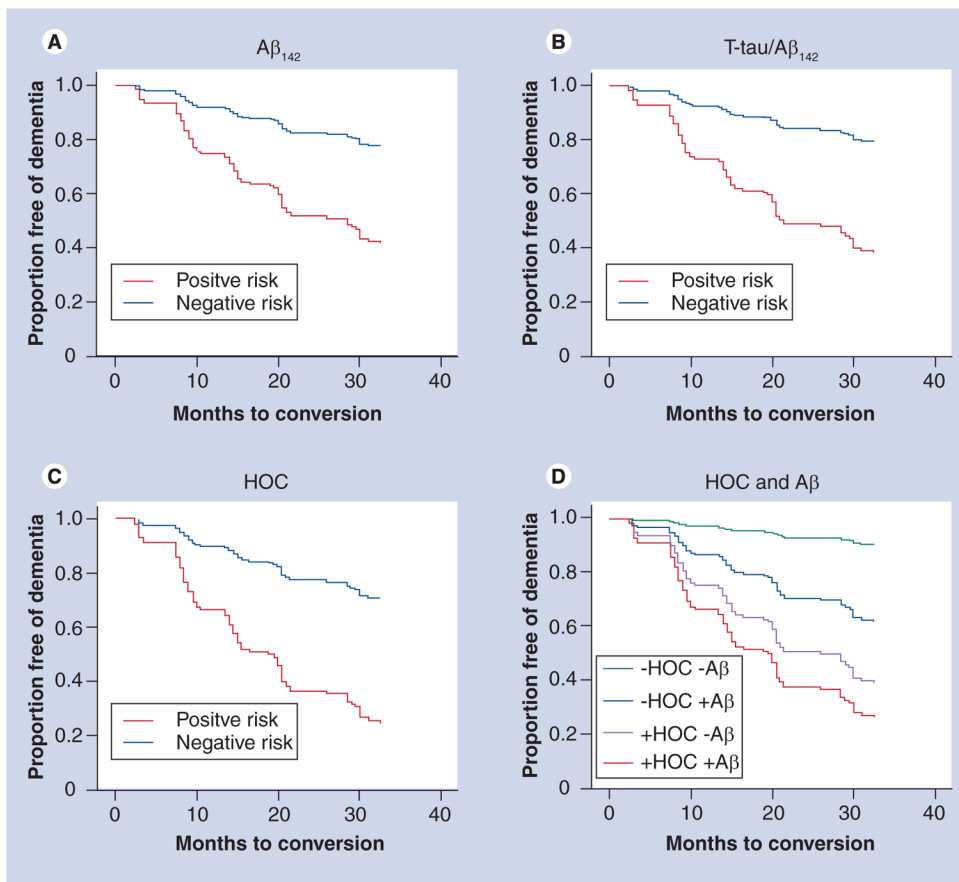 A
Aβ₁₄₂
Proportion free of dementia
1.0
0.8
0.6
0.4
0.2
0
Positve risk
Negative risk
0 10 20 30 40
Months to conversion
B
T-tau/Aβ₁₄₂
Proportion free of dementia
1.0
0.8
0.6
0.4
0.2
0
Positve risk
Negative risk
0 10 20 30 40
Months to conversion
C
HOC
Proportion free of dementia
1.0
0.8
0.6
0.4
0.2
0
Positve risk
Negative risk
0 10 20 30 40
Months to conversion
D
HOC and Aβ
Proportion free of dementia
1.0
0.8
0.6
0.4
0.2
0
-HOC -Aβ
-HOC +Aβ
+HOC -Aβ
+HOC +Aβ
0 10 20 30 40
Months to conversion